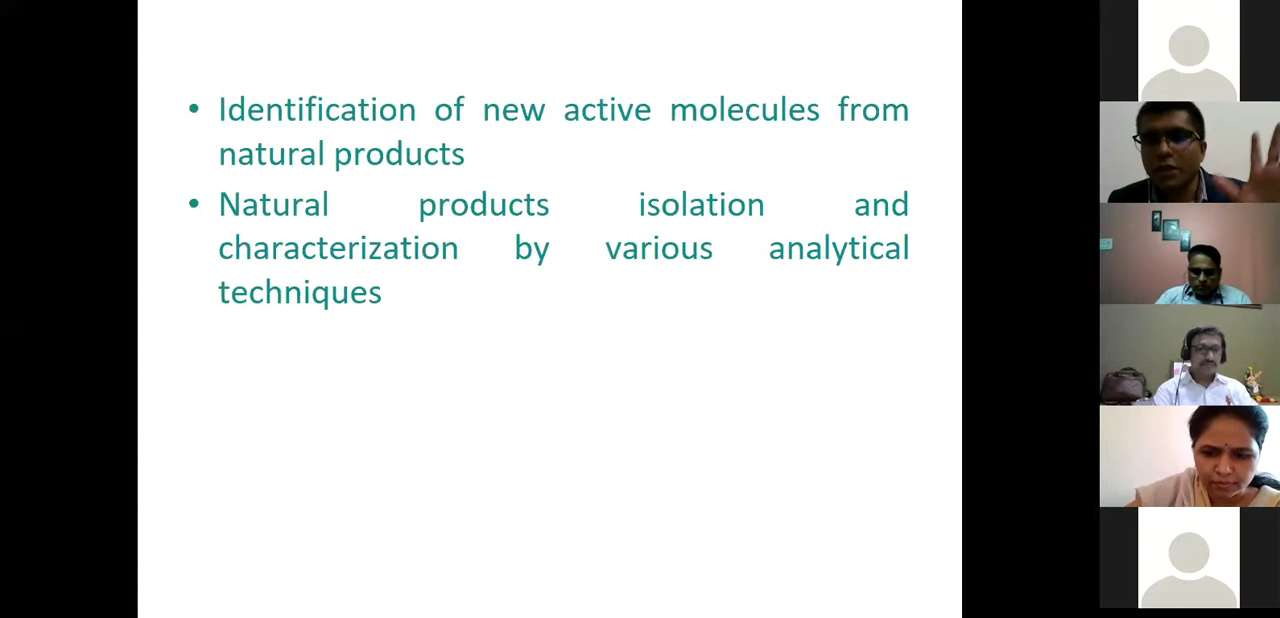 • Identification of new active molecules from
natural products
• Natural products isolation and
characterization by various analytical
techniques